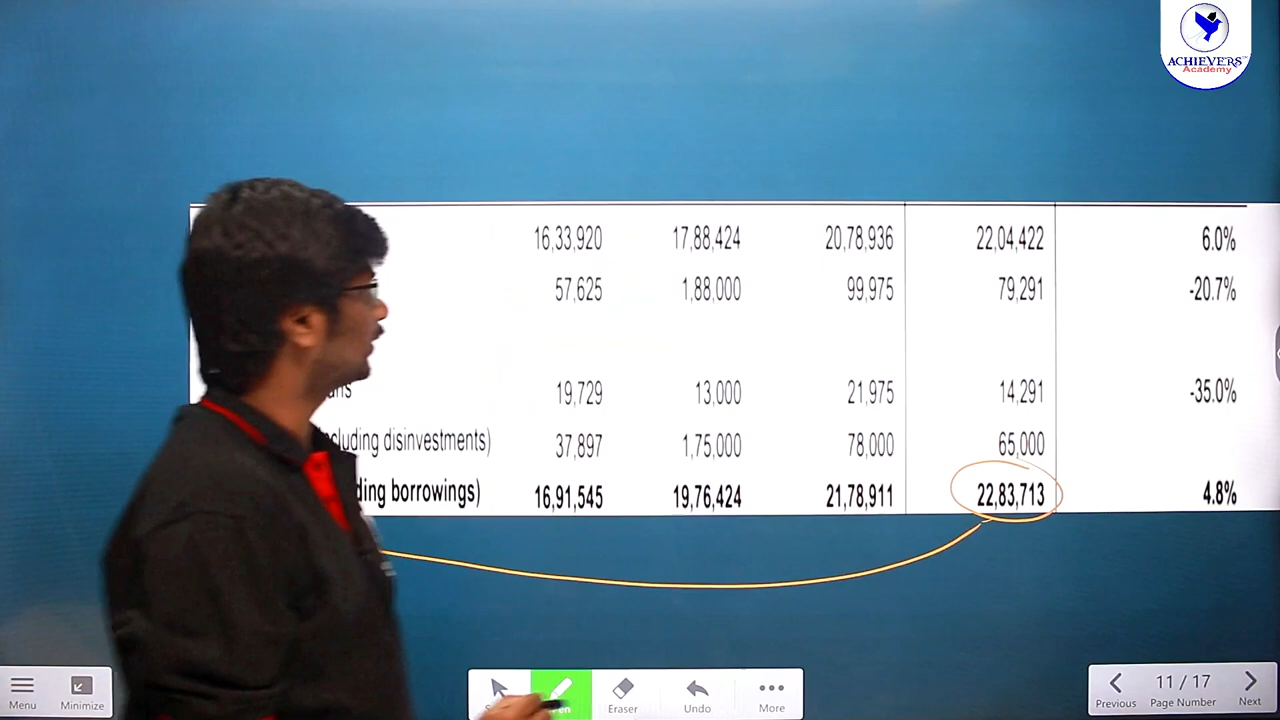 ACHIEVERS
Academy
16,33,920 17,88,424 20,78,936 22,04,422 6.0%
57,625 1,88,000 99,975 79,291 -20.7%
19,729 13,000 21,975 14,291 -35.0%
disinvestments) 37,897 1,75,000 78,000 65,000
borrowings) 16,91,545 19,76,424 21,78,911 22,83,713 4.8%
Menu Minimize Eraser Undo More Previous Page Number Next
11 / 17